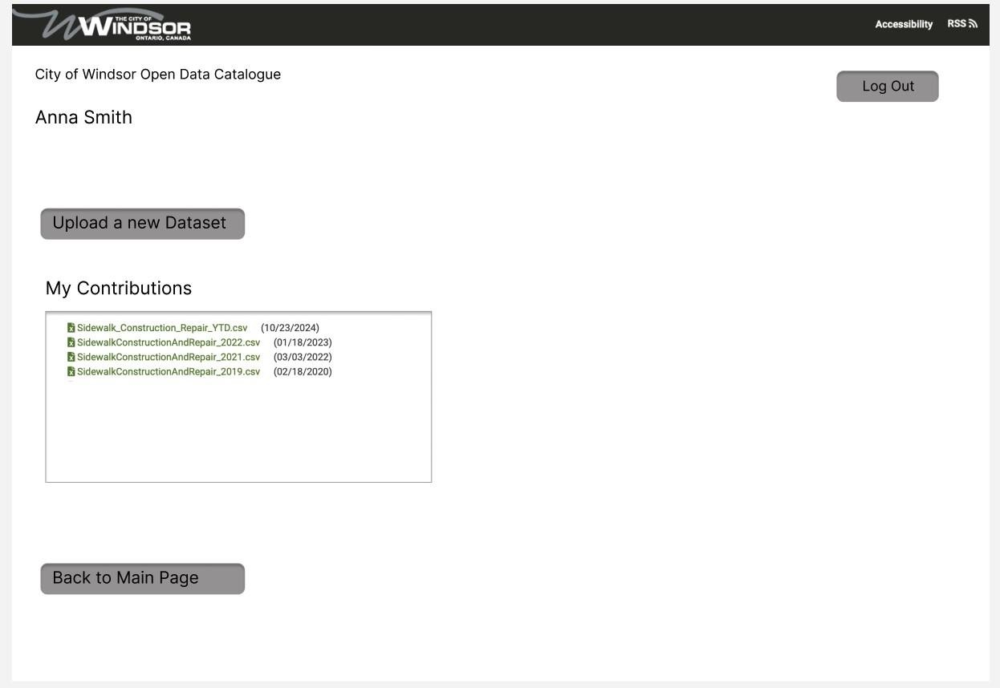 THE CITY OF
WINDSOR
ONTARIO, CANADA
Accessibility RSS
City of Windsor Open Data Catalogue
Log Out
Anna Smith
Upload a new Dataset
My Contributions
Sidewalk_Construction_Repair_YTD.csv (10/23/2024)
SidewalkConstructionAndRepair_2022.csv (01/18/2023)
SidewalkConstructionAndRepair_2021.csv (03/03/2022)
SidewalkConstructionAndRepair_2019.csv (02/18/2020)
Back to Main Page